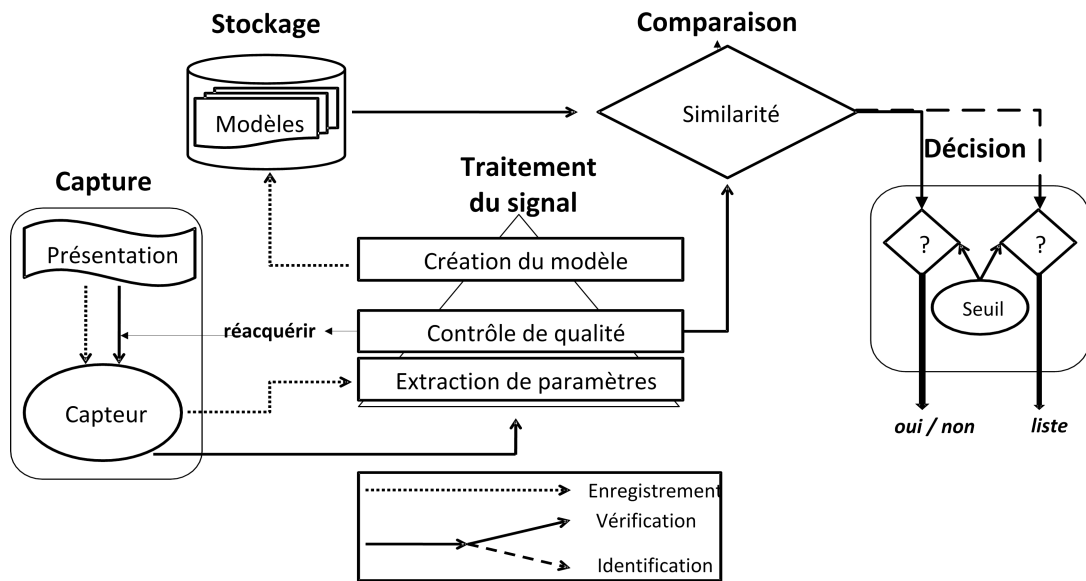 Stockage
Comparaison
Modèles
Similarité
Décision
Capture
Traitement
du signal
Présentation
Création du modèle
?
?
réacquérir
Contrôle de qualité
Seuil
Extraction de paramètres
Capteur
oui / non
liste
Enregistrement
Vérification
Identification